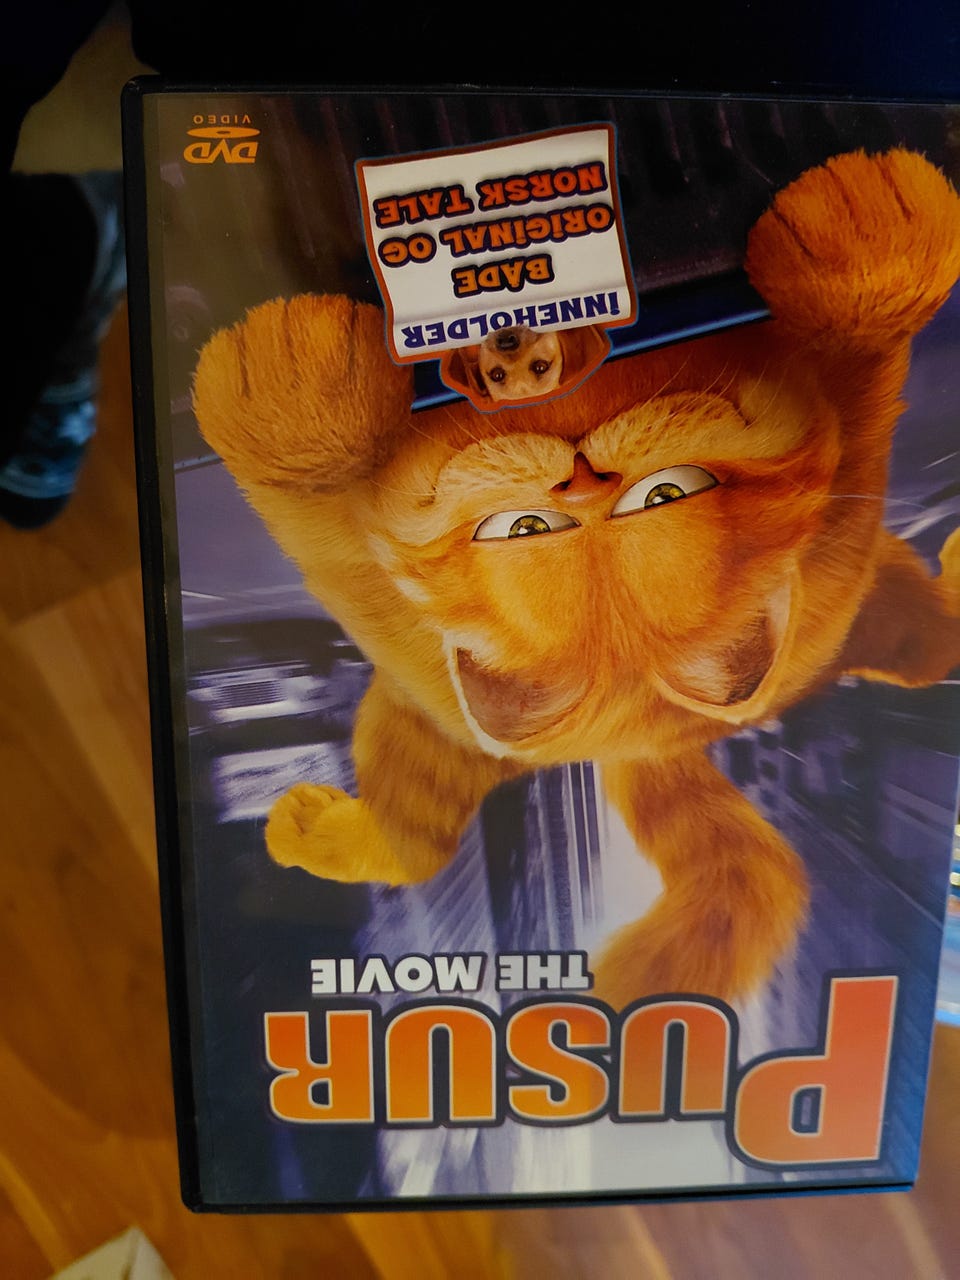 PUSUR
THE MOVIE
iNNEHOLDER
BÅDE
ORiGiNAL OG
NORSK TALE
DVD
VIDEO